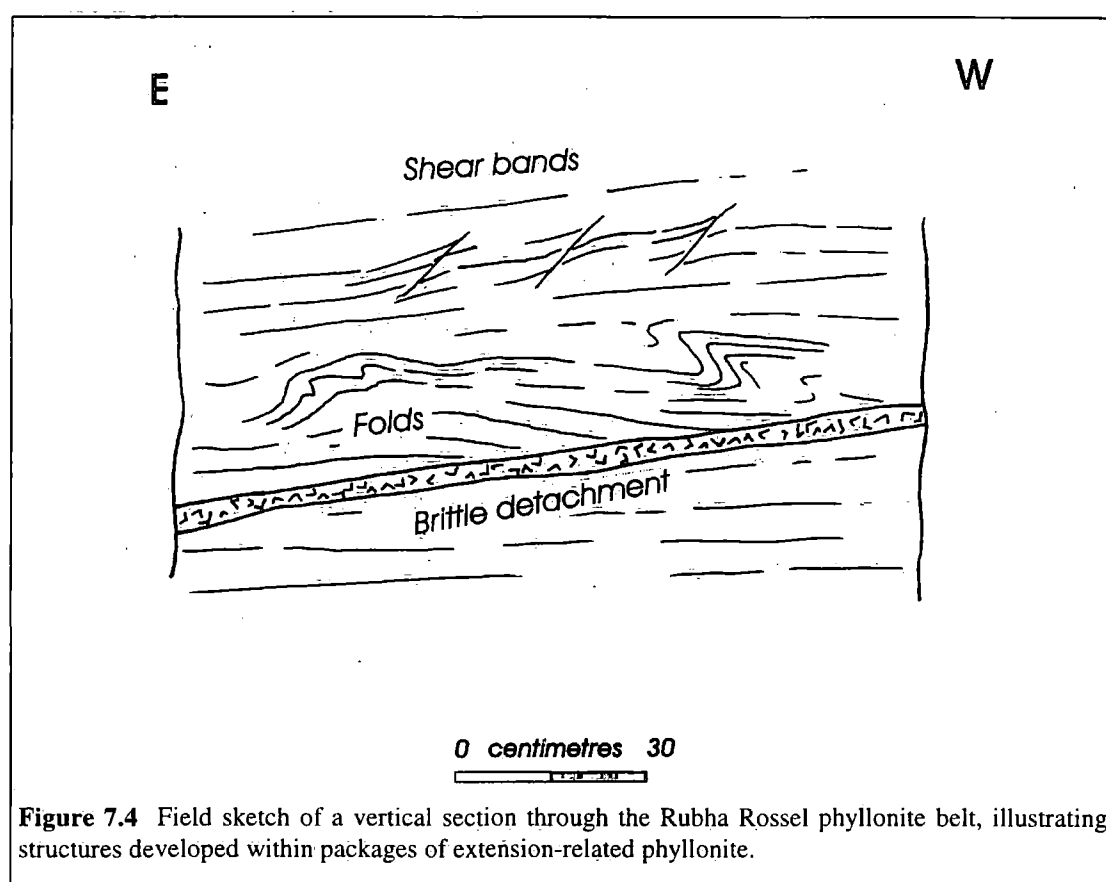 E
W
Shear bands
Folds
Brittle detachment
0 centimetres 30
Figure 7.4 Field sketch of a vertical section through the Rubha Rossel phyllonite belt, illustrating
structures developed within packages of extension-related phyllonite.